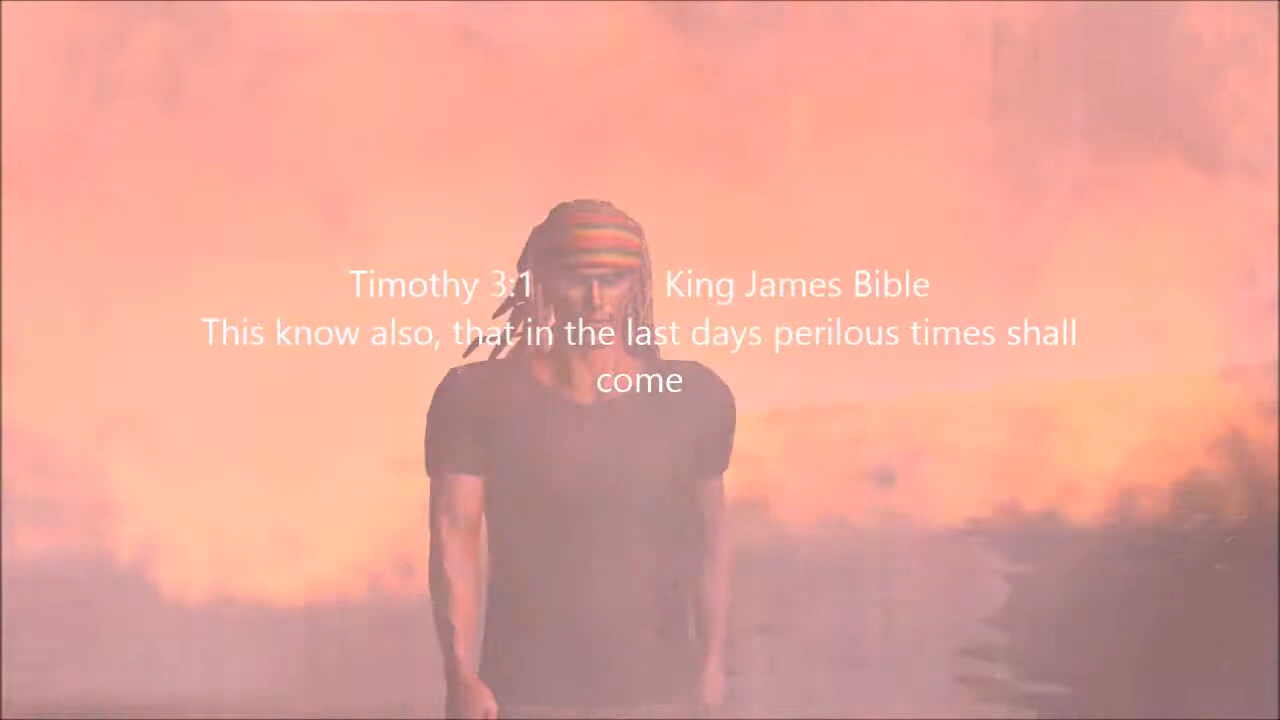 Timothy 3:1 King James Bible
This know also, that in the last days perilous times shall
come